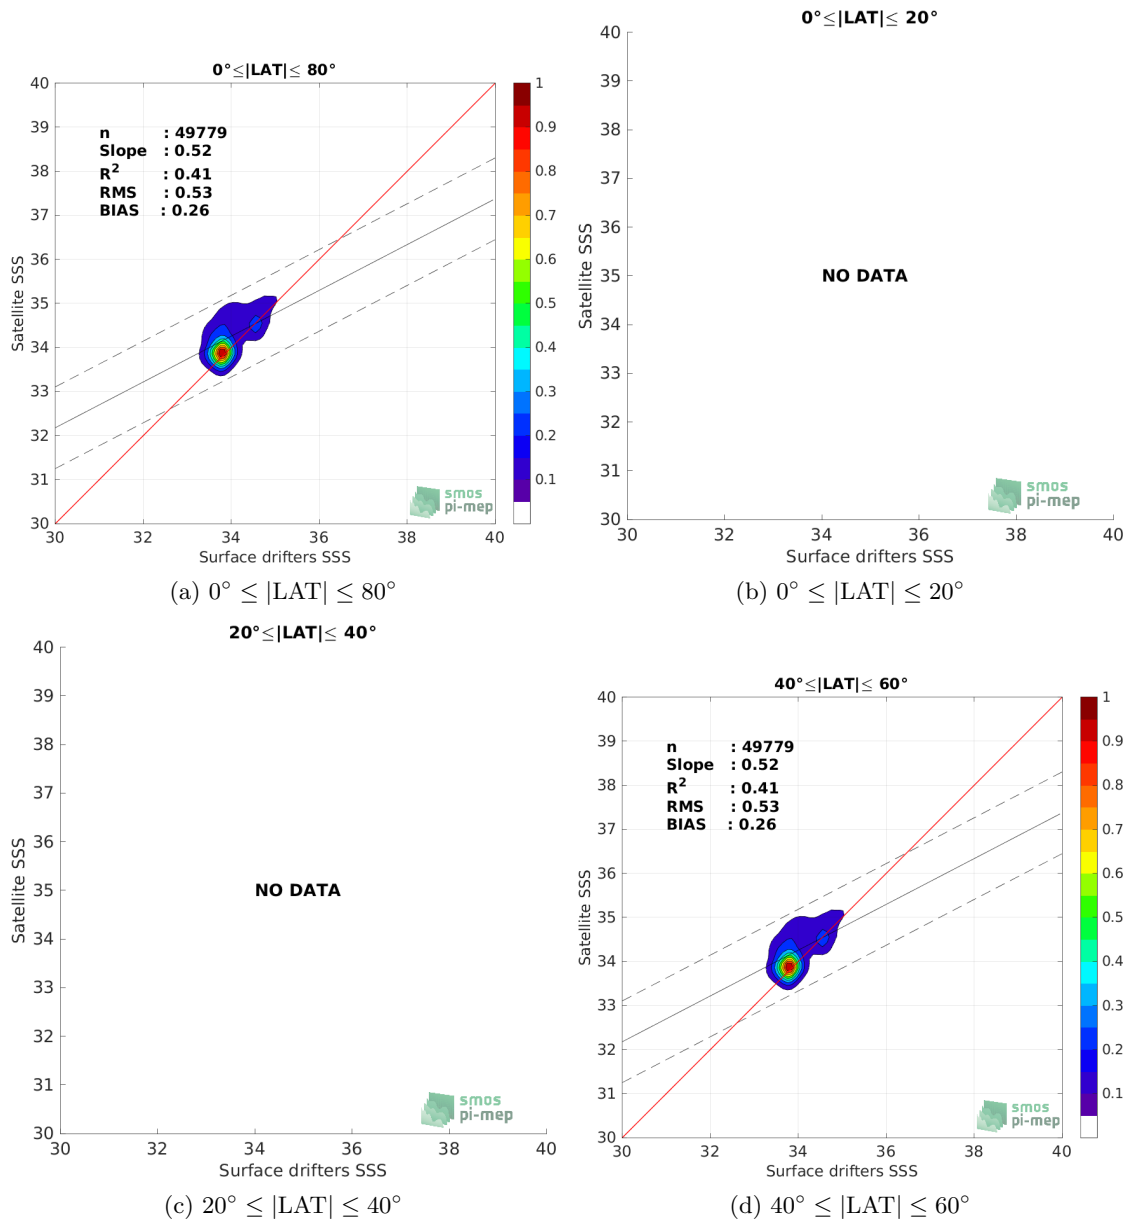 0°≤|LAT|≤ 80°
40
39
38
37
36
35
34
33
32
31
30
Satellite SSS
n : 49779
Slope : 0.52
R² : 0.41
RMS : 0.53
BIAS : 0.26
1
0.9
0.8
0.7
0.6
0.5
0.4
0.3
0.2
0.1
smos
pi-mep
30 32 34 36 38 40
Surface drifters SSS
(a) 0° ≤ |LAT| ≤ 80°
0°≤|LAT|≤ 20°
40
39
38
37
36
35
34
33
32
31
30
Satellite SSS
NO DATA
smos
pi-mep
30 32 34 36 38 40
Surface drifters SSS
(b) 0° ≤ |LAT| ≤ 20°
20°≤|LAT|≤ 40°
40
39
38
37
36
35
34
33
32
31
30
Satellite SSS
NO DATA
smos
pi-mep
30 32 34 36 38 40
Surface drifters SSS
(c) 20° ≤ |LAT| ≤ 40°
40°≤|LAT|≤ 60°
40
39
38
37
36
35
34
33
32
31
30
Satellite SSS
n : 49779
Slope : 0.52
R² : 0.41
RMS : 0.53
BIAS : 0.26
1
0.9
0.8
0.7
0.6
0.5
0.4
0.3
0.2
0.1
smos
pi-mep
30 32 34 36 38 40
Surface drifters SSS
(d) 40° ≤ |LAT| ≤ 60°